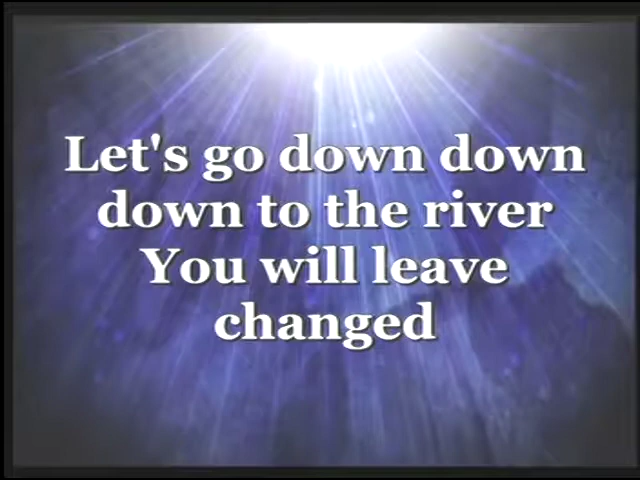 Let's go down down
down to the river
You will leave
changed